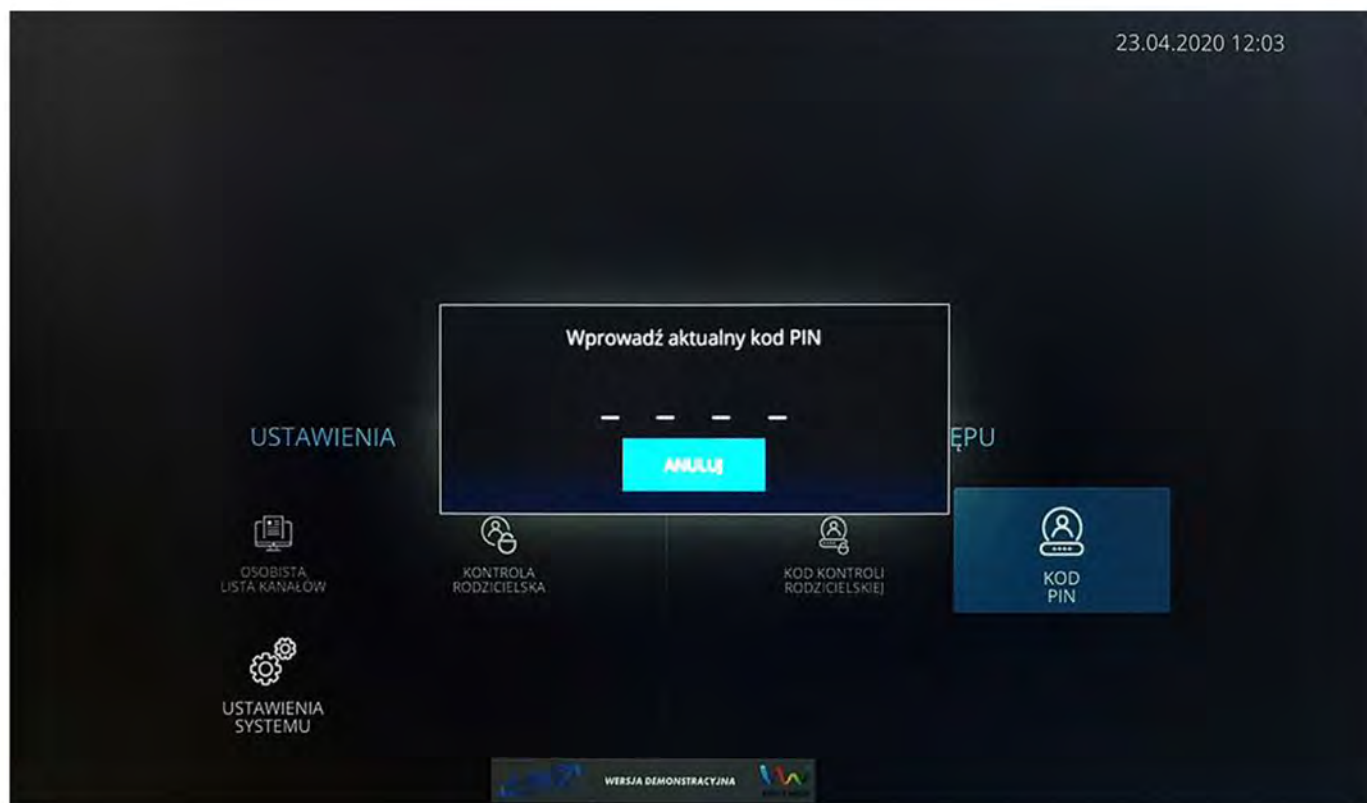 23.04.2020 12:03
Wprowadź aktualny kod PIN
ANULUJ
USTAWIENIA
ĘPU
OSOBISTA
LISTA KANAŁÓW
KONTROLA
RODZICIELSKA
KOD KONTROLI
RODZICIELSKIEJ
KOD
PIN
USTAWIENIA
SYSTEMU
WERSJA DEMONSTRACYJNA